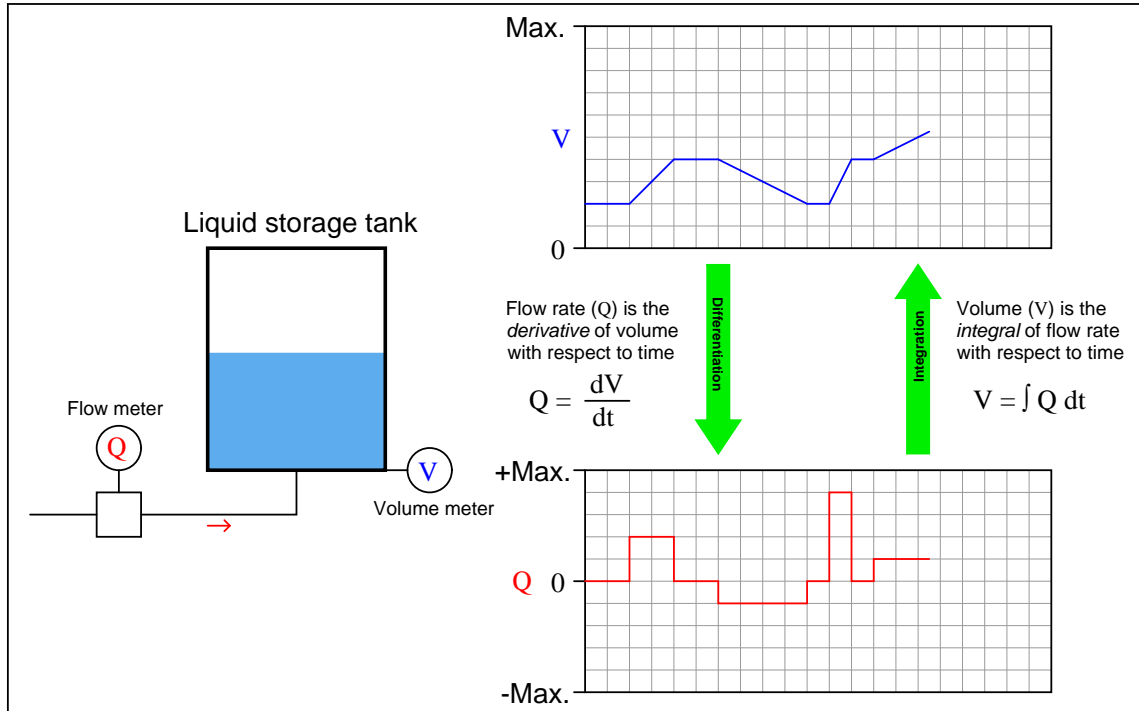 Max.
V
0
Liquid storage tank
Flow meter
Q
V
Volume meter
Flow rate (Q) is the
derivative of volume
with respect to time
Q = dV
dt
Differentiation
Integration
Volume (V) is the
integral of flow rate
with respect to time
V = ∫ Q dt
+Max.
Q 0
-Max.